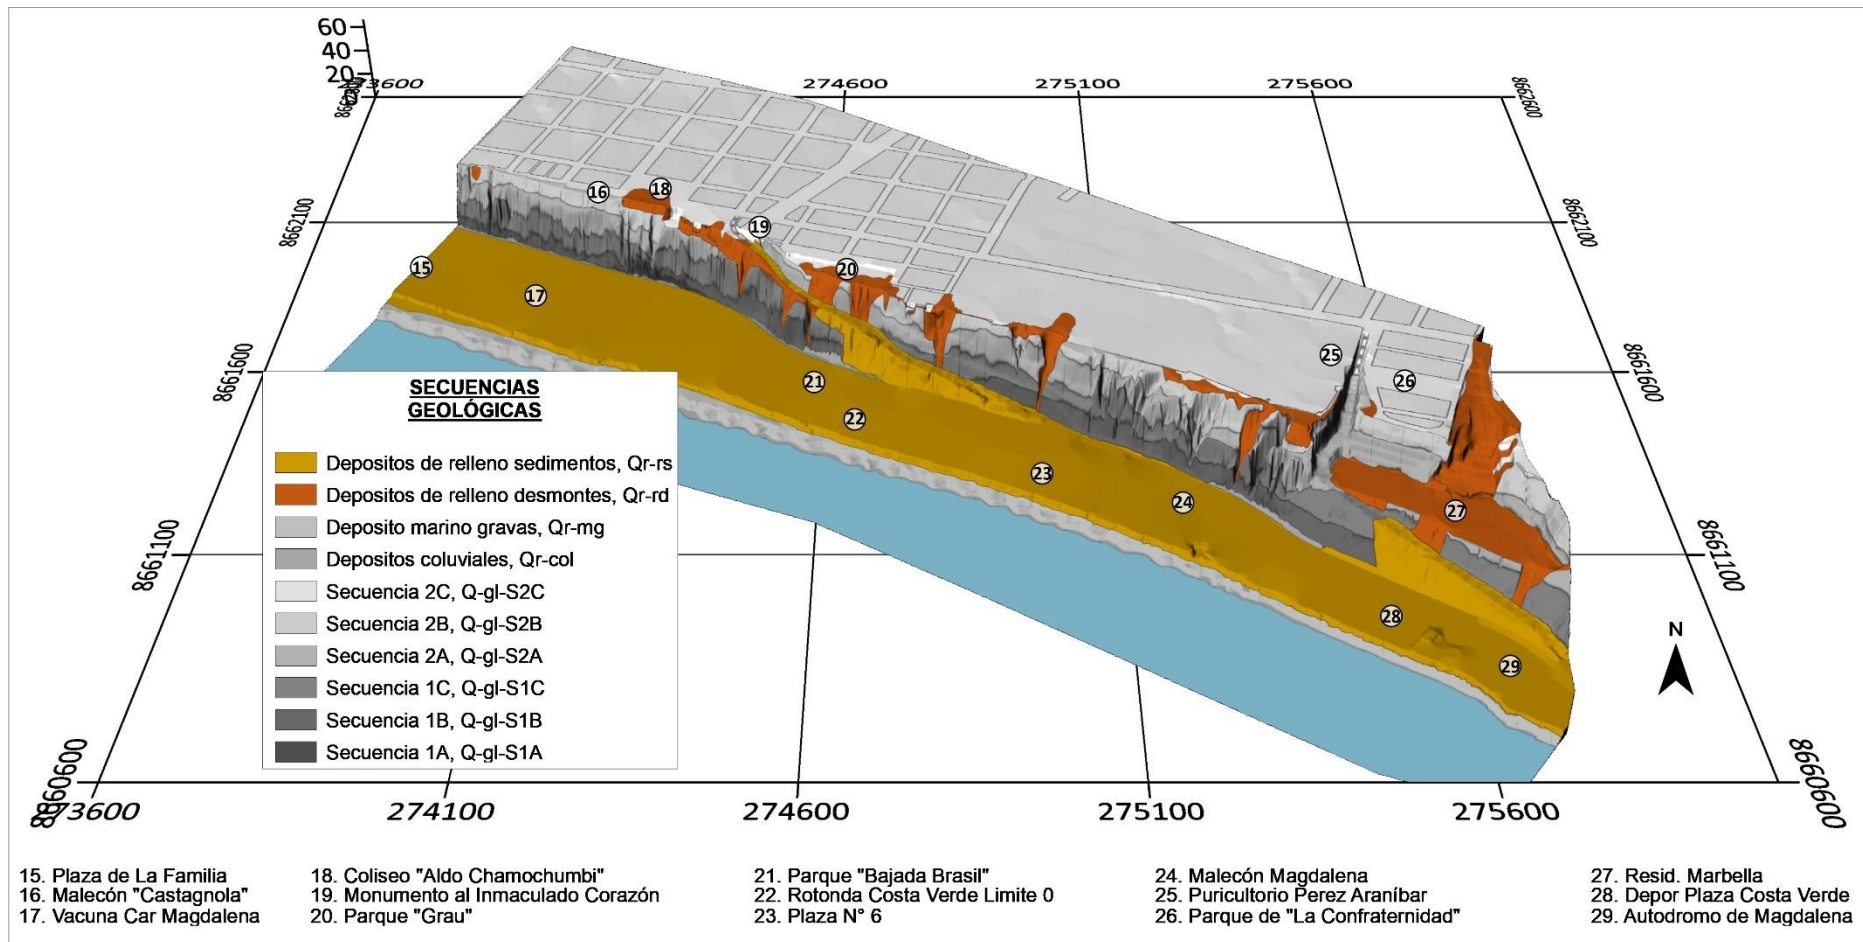 60
40
20
273600
274600
275100
275600
8662600
8662100
8662100
8661600
8661600
8661100
8661100
8660600
8660600
273600
274100
274600
275100
275600
16
18
19
20
15
17
21
22
23
24
25
26
27
28
29
N
SECUENCIAS
GEOLÓGICAS
Depositos de relleno sedimentos, Qr-rs
Depositos de relleno desmontes, Qr-rd
Deposito marino gravas, Qr-mg
Depositos coluviales, Qr-col
Secuencia 2C, Q-gl-S2C
Secuencia 2B, Q-gl-S2B
Secuencia 2A, Q-gl-S2A
Secuencia 1C, Q-gl-S1C
Secuencia 1B, Q-gl-S1B
Secuencia 1A, Q-gl-S1A
15. Plaza de La Familia
16. Malecón "Castagnola"
17. Vacuna Car Magdalena
18. Coliseo "Aldo Chamochumbi"
19. Monumento al Inmaculado Corazón
20. Parque "Grau"
21. Parque "Bajada Brasil"
22. Rotonda Costa Verde Limite 0
23. Plaza N° 6
24. Malecón Magdalena
25. Puricultorio Perez Araníbar
26. Parque de "La Confraternidad"
27. Resid. Marbella
28. Depor Plaza Costa Verde
29. Autodromo de Magdalena